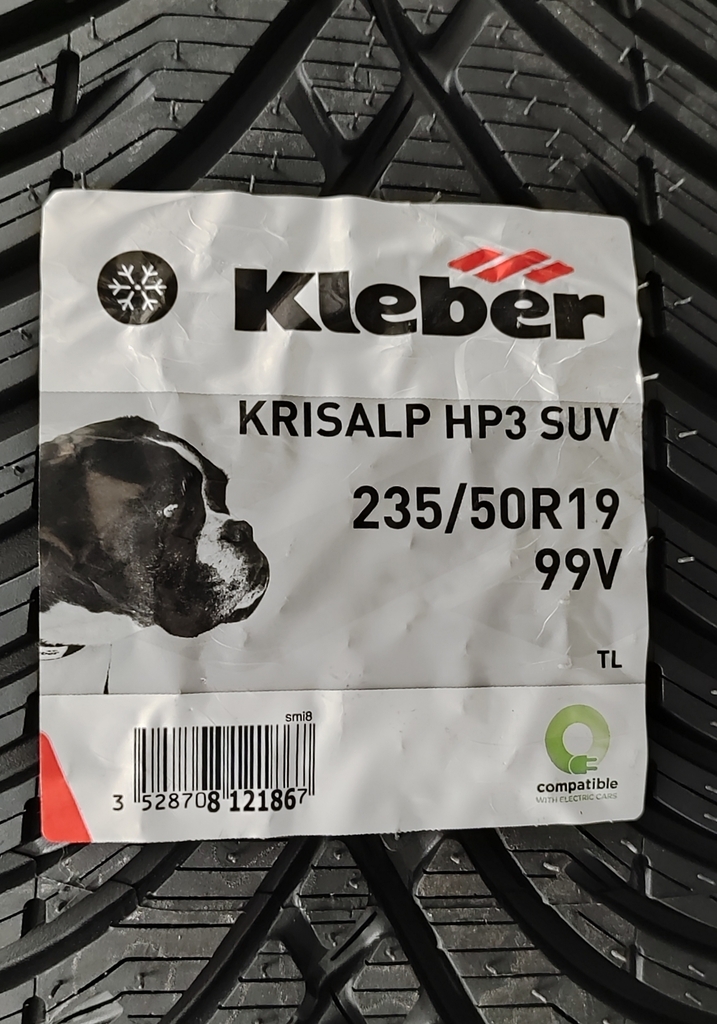 Kleber
KRISALP HP3 SUV
235/50R19
99V
TL
smi8
3 528708 121867
compatible
WITH ELECTRIC CARS